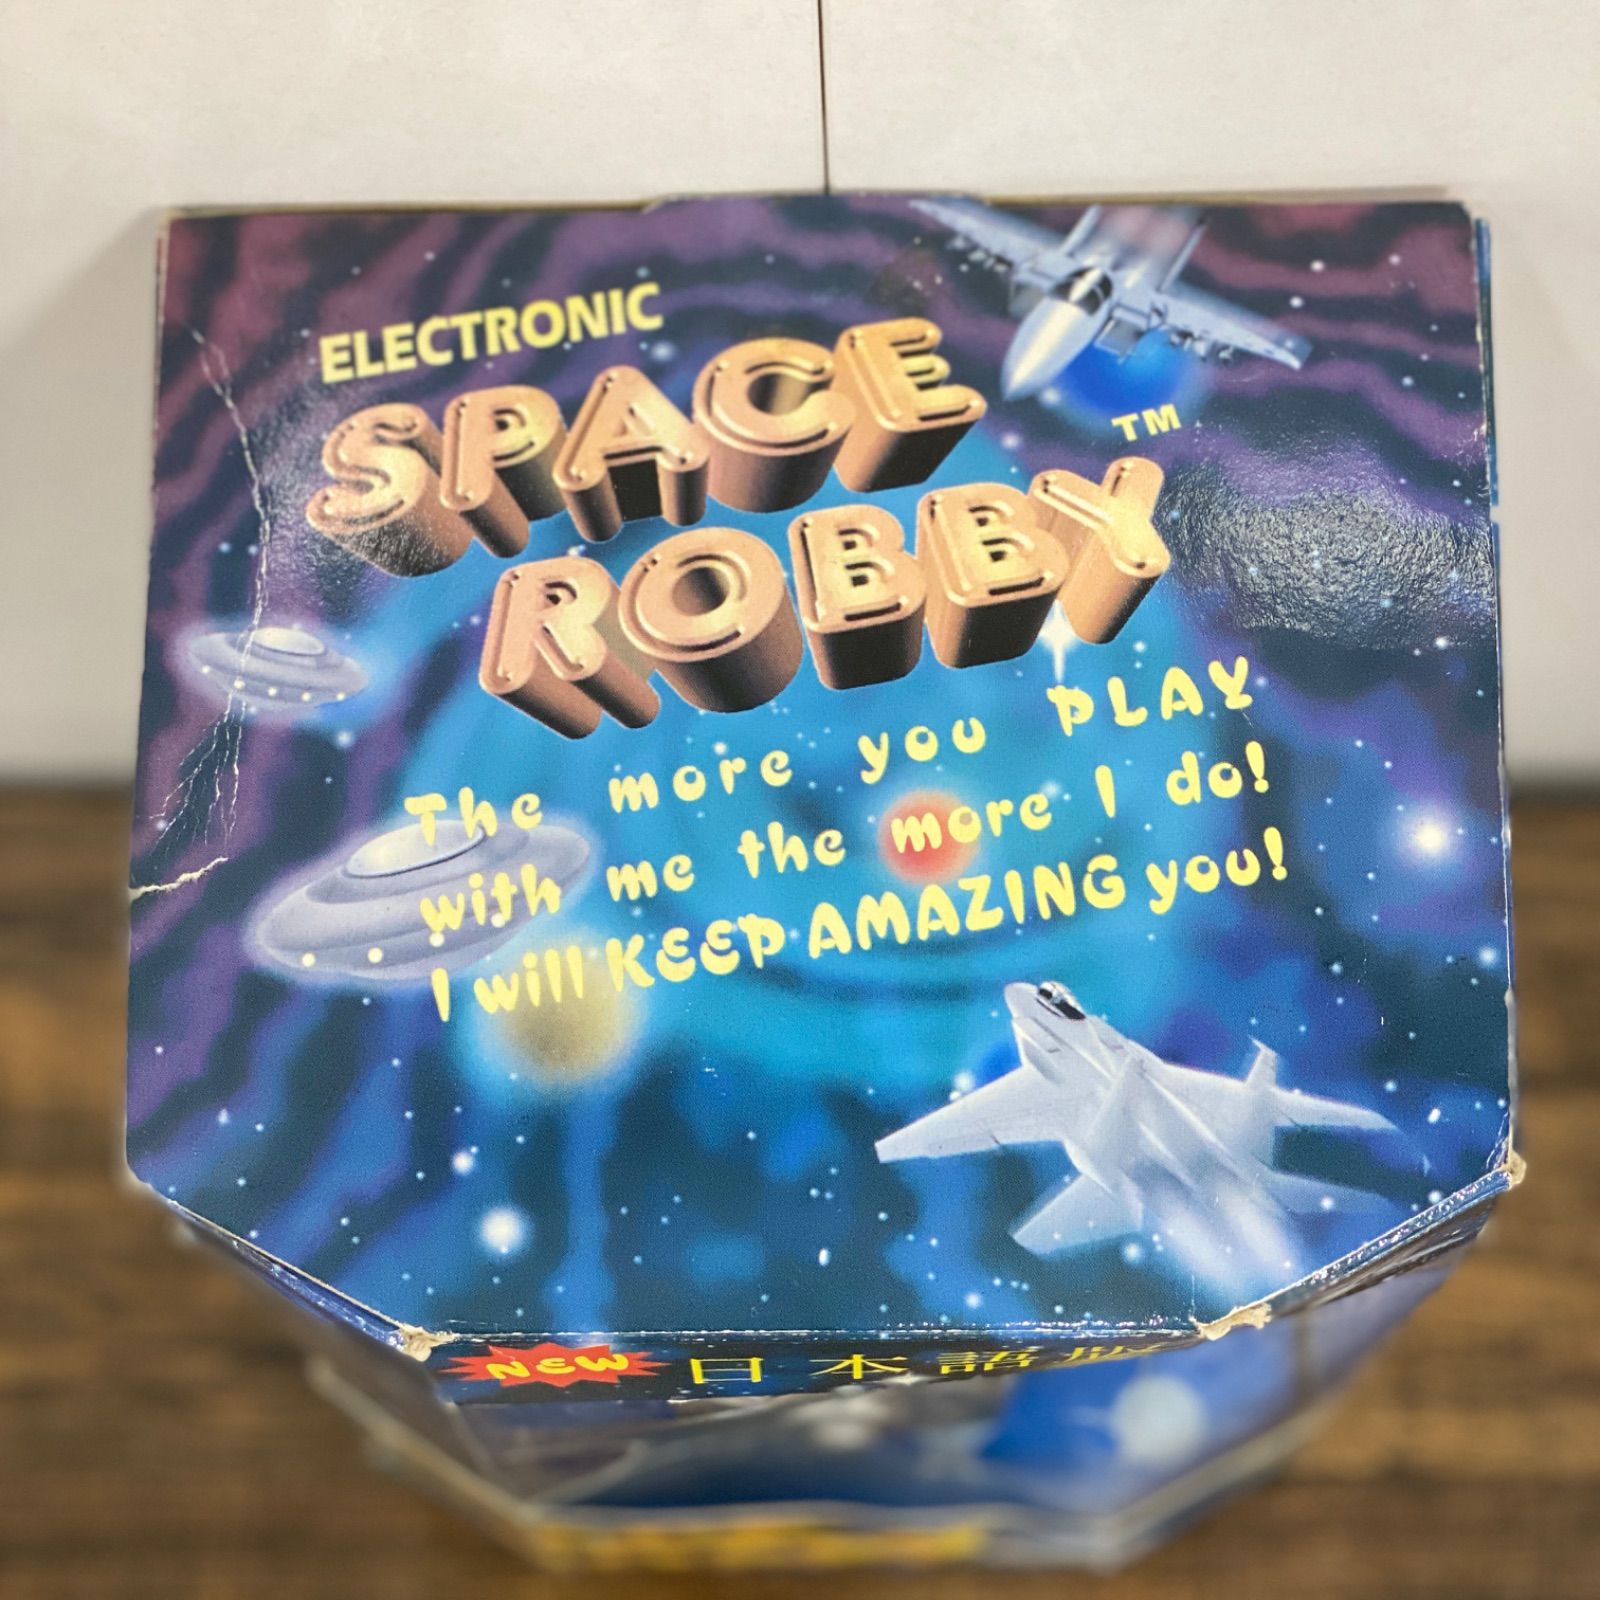 ELECTRONIC
SPACE
ROBBY
TM
The more you PLAY
with me the more I do!
I will KEEP AMAZING you!
NEW 日本語版